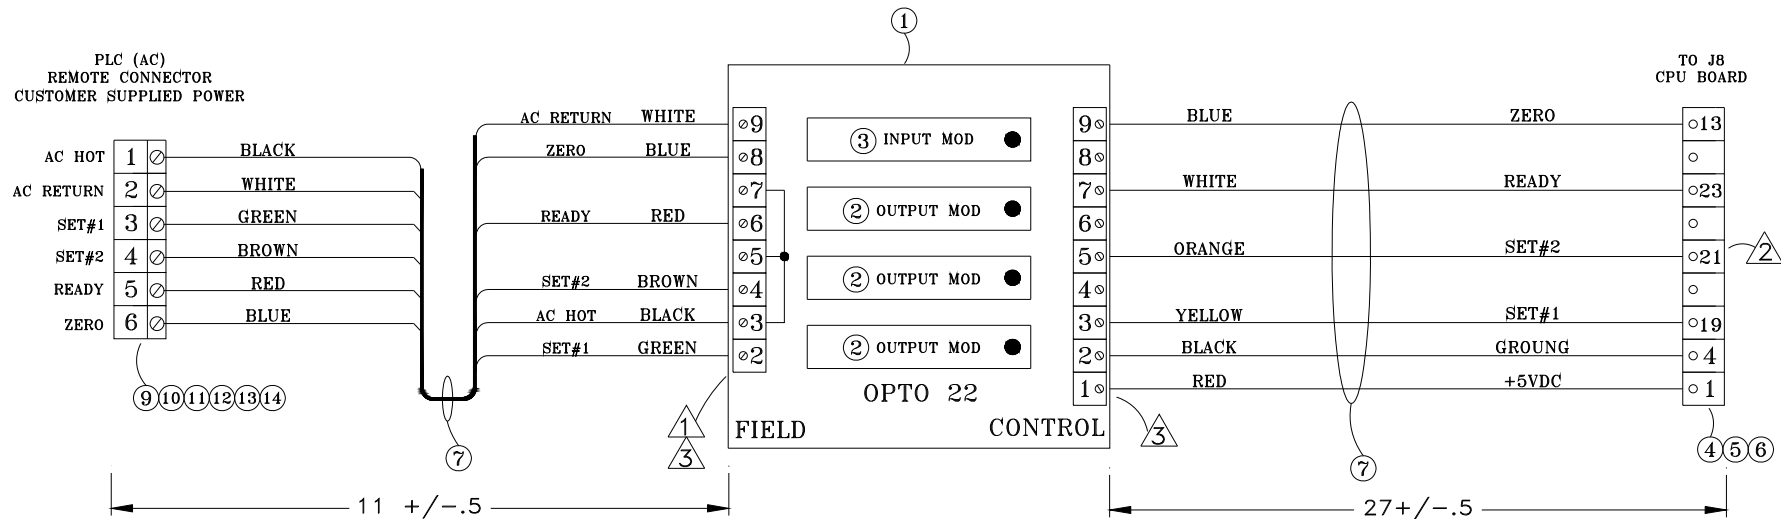 1
PLC (AC)
REMOTE CONNECTOR
CUSTOMER SUPPLIED POWER
AC HOT 1 BLACK
AC RETURN 2 WHITE
SET#1 3 GREEN
SET#2 4 BROWN
READY 5 RED
ZERO 6 BLUE
9 10 11 12 13 14
7
AC RETURN WHITE 9
ZERO BLUE 8
7
READY RED 6
5
SET#2 BROWN 4
AC HOT BLACK 3
SET#1 GREEN 2
1
3
3 INPUT MOD
2 OUTPUT MOD
2 OUTPUT MOD
2 OUTPUT MOD
OPTO 22
FIELD
CONTROL
TO J8
CPU BOARD
9 BLUE ZERO 13
8
7 WHITE READY 23
6
5 ORANGE SET#2 21
2
4
3 YELLOW SET#1 19
2 BLACK GROUNG 4
1 RED +5VDC 1
3
7
4 5 6
11 +/-.5
27+/-.5